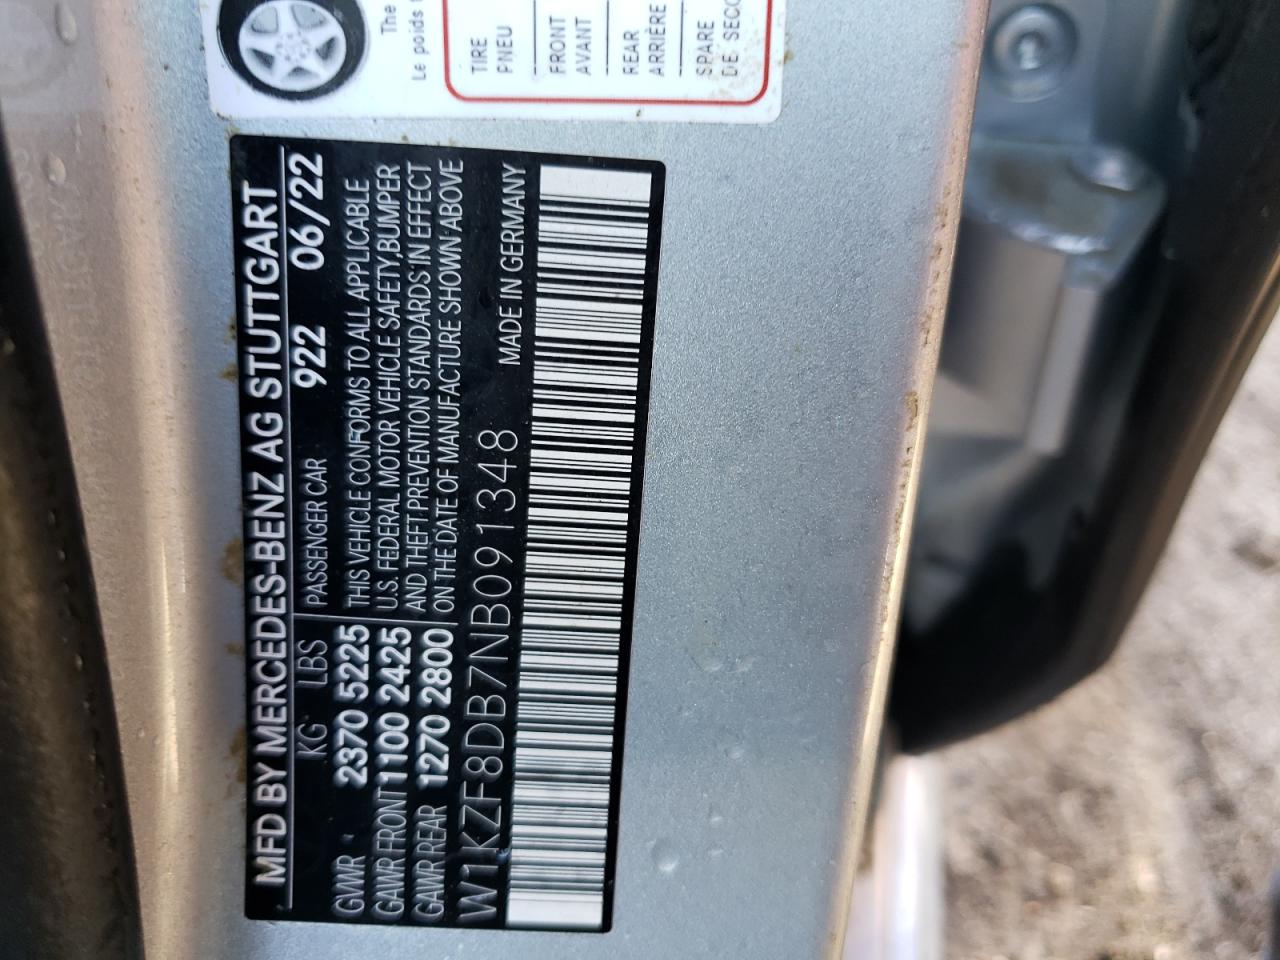 MFD BY MERCEDES-BENZ AG STUTTGART
KG LBS PASSENGER CAR 922 06/22
GVWR 2370 5225 THIS VEHICLE CONFORMS TO ALL APPLICABLE
GAWR FRONT 1100 2425 U.S. FEDERAL MOTOR VEHICLE SAFETY,BUMPER
GAWR REAR 1270 2800 AND THEFT PREVENTION STANDARDS IN EFFECT
ON THE DATE OF MANUFACTURE SHOWN ABOVE
W1KZF8DB7NB091348 MADE IN GERMANY
The
Le poids
TIRE
PNEU
FRONT
AVANT
REAR
ARRIÈRE
SPARE
DE